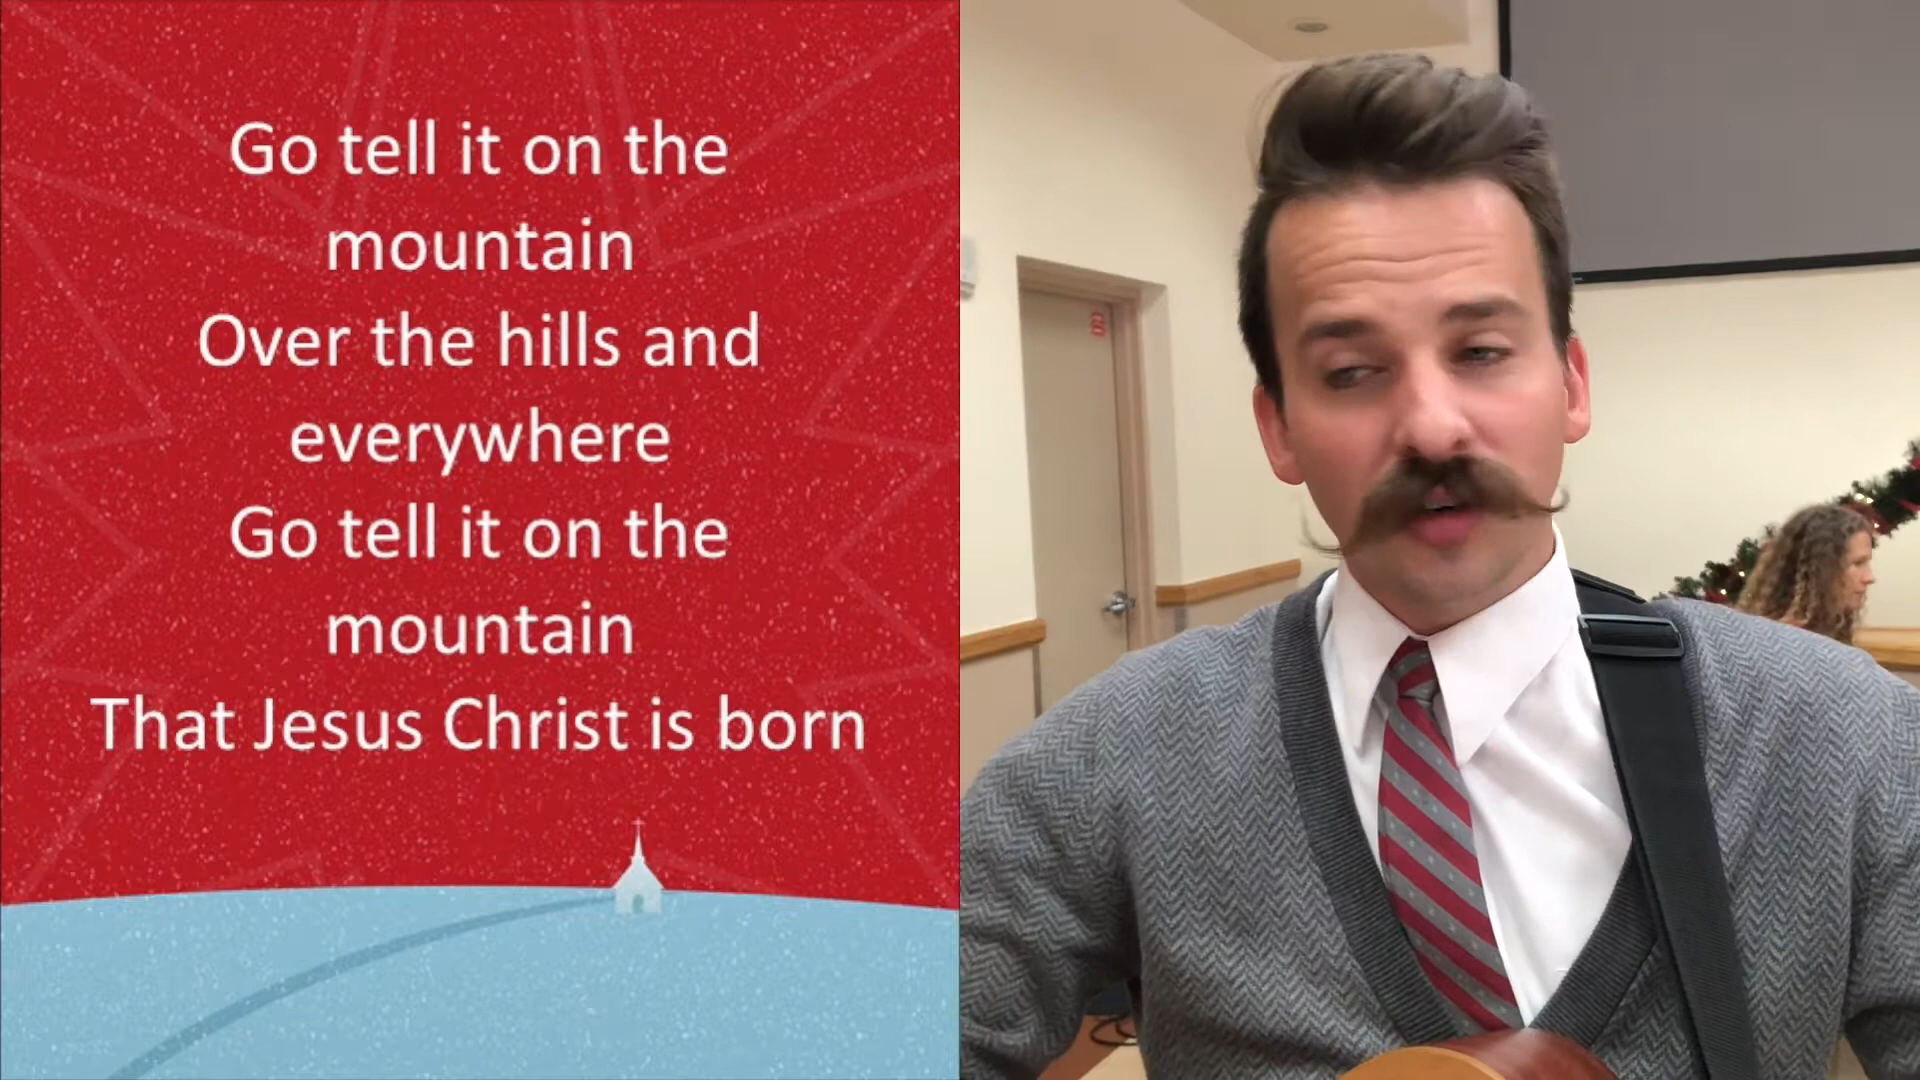 Go tell it on the
mountain
Over the hills and
everywhere
Go tell it on the
mountain
That Jesus Christ is born